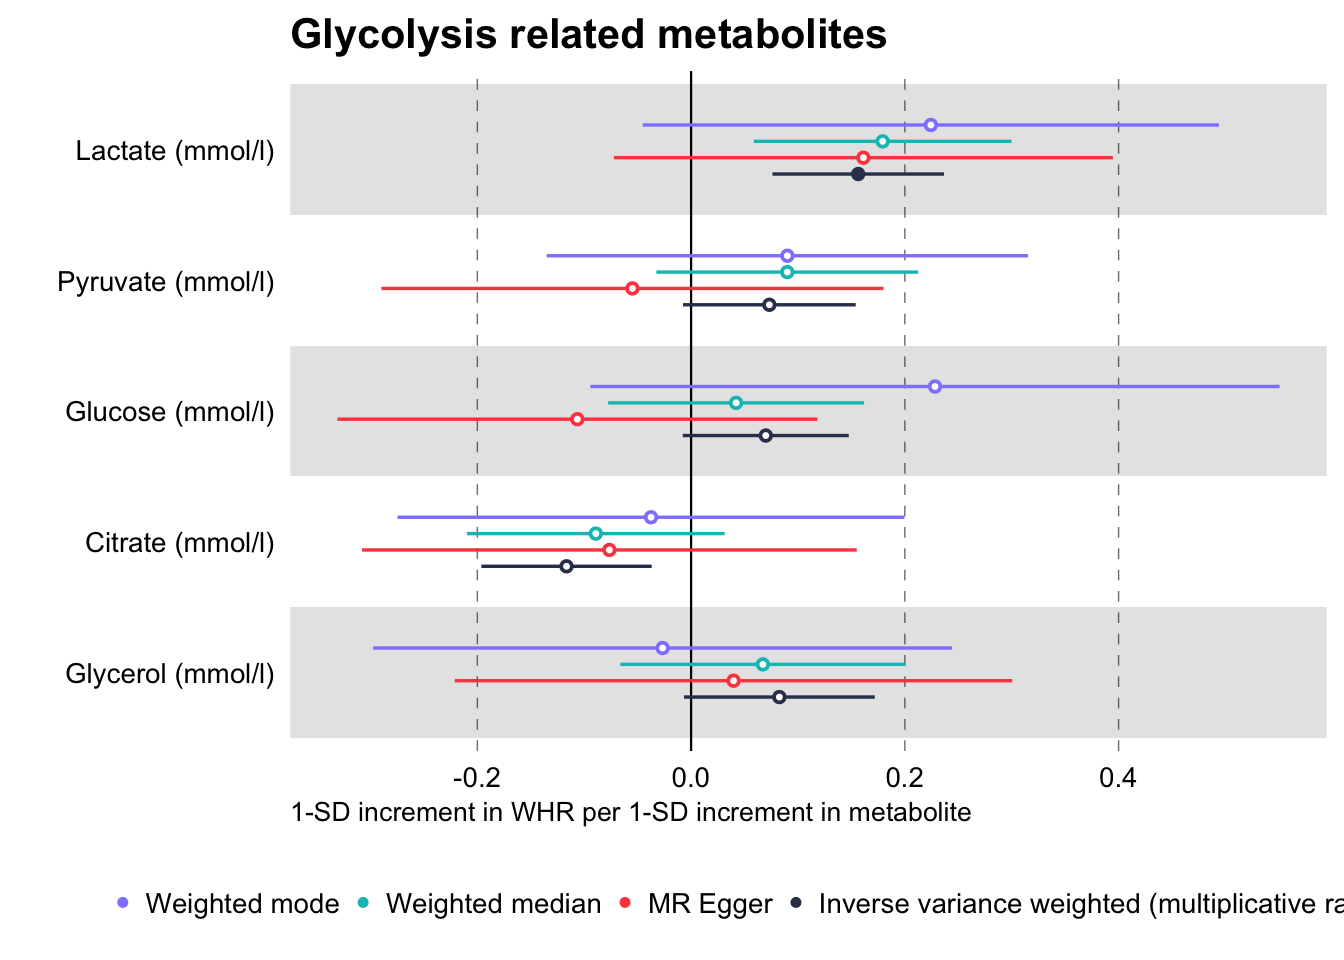 Glycolysis related metabolites
Lactate (mmol/l)
Pyruvate (mmol/l)
Glucose (mmol/l)
Citrate (mmol/l)
Glycerol (mmol/l)
-0.2 0.0 0.2 0.4
1-SD increment in WHR per 1-SD increment in metabolite
Weighted mode Weighted median MR Egger Inverse variance weighted (multiplicative ra